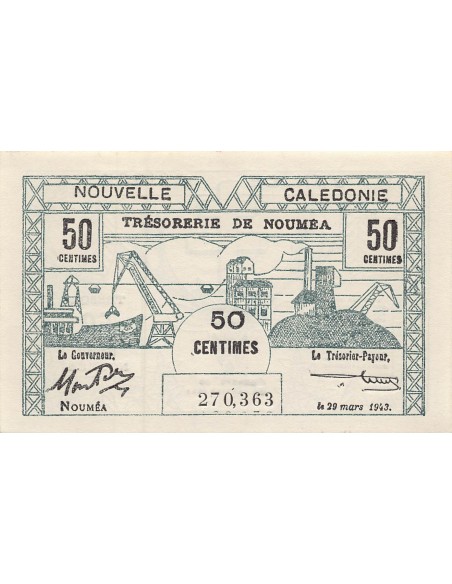 NOUVELLE CALEDONIE
TRÉSORERIE DE NOUMÉA
50 CENTIMES
50 CENTIMES
50 CENTIMES
Le Gouverneur,
Le Trésorier-Payeur,
NOUMÉA
270,363
le 29 mars 1943.